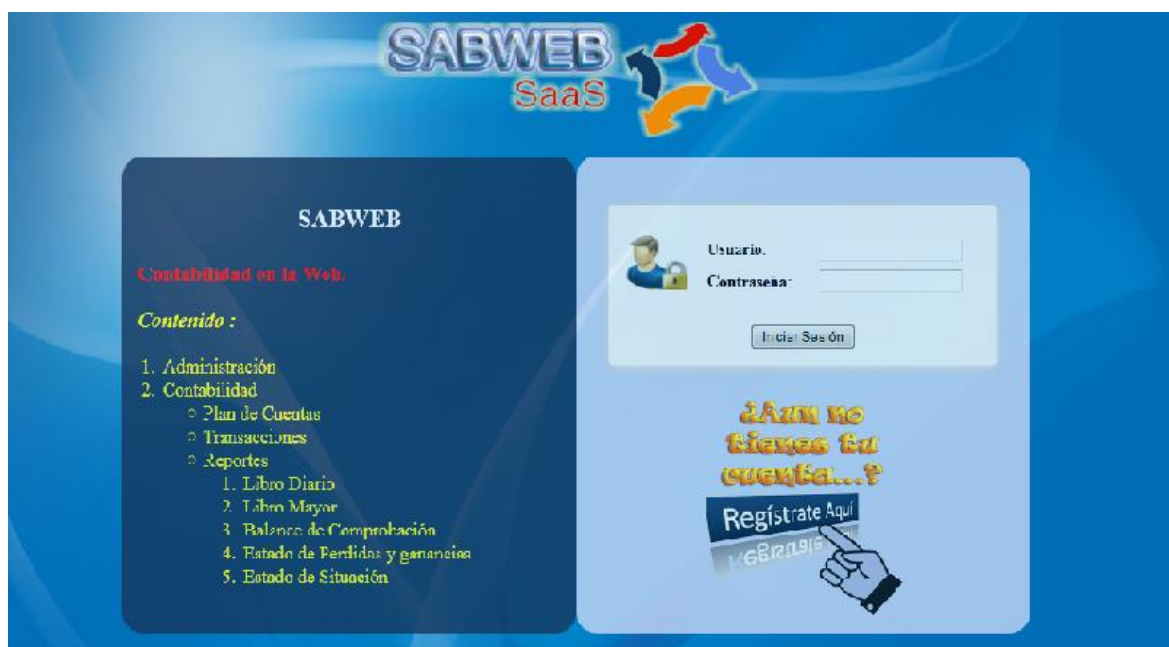 SABWEB
SaaS
SABWEB
Contabilidad en la Web.
Contenido :
1. Administración
2. Contabilidad
○ Plan de Cuentas
○ Transacciones
○ Reportes
1. Libro Diario
2. Libro Mayor
3. Balance de Comprobación
4. Estado de Perdidas y ganancias
5. Estado de Situación
Usuario:
Contraseña:
Iniciar Sesión
¿Aun no
tienes tu
cuenta...?
Regístrate Aquí